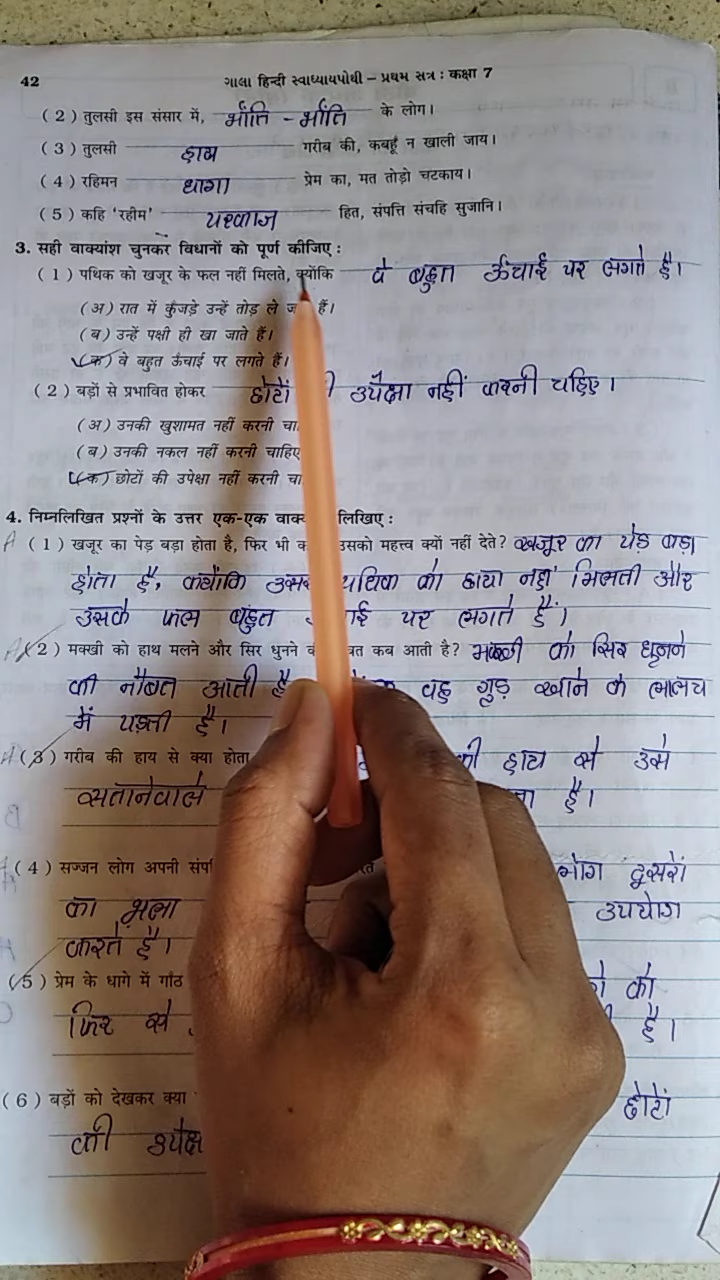 42 गाला हिन्दी स्वाध्यायपोथी – प्रथम सत्र : कक्षा 7
( 2 ) तुलसी इस संसार में, भाँति - भाँति के लोग।
( 3 ) तुलसी हाय गरीब की, कबहूँ न खाली जाय।
( 4 ) रहिमन धागा प्रेम का, मत तोड़ो चटकाय।
( 5 ) कहि 'रहीम' परकाज हित, संपत्ति संचहि सुजानि।
3. सही वाक्यांश चुनकर विधानों को पूर्ण कीजिए :
( 1 ) पथिक को खजूर के फल नहीं मिलते, क्योंकि वे बहुत ऊँचाई पर लगते है।
( अ ) रात में कुँजड़े उन्हें तोड़ ले हैं।
( ब ) उन्हें पक्षी ही खा जाते हैं।
( क ) वे बहुत ऊंचाई पर लगते हैं।
( 2 ) बड़ों से प्रभावित होकर छोटों उपेक्षा नहीं करनी चहिए।
( अ ) उनकी खुशामत नहीं करनी
( ब ) उनकी नकल नहीं करनी चाहिए
( क ) छोटों की उपेक्षा नहीं करनी
4. निम्नलिखित प्रश्नों के उत्तर एक-एक लिखिए :
( 1 ) खजूर का पेड़ बड़ा होता है, फिर भी उसको महत्त्व क्यों नहीं देते? खजूर का पेड़ बड़ा
होता है, क्योंकि पथिक को छाया नही मिलती और
उसके फल बहुत पर लगते हैं।
( 2 ) मक्खी को हाथ मलने और सिर धुनने कब आती है? मक्खी को सिर धुनने
की नौबत आती वह गुड़ खाने के लालच
में पड़ती है।
( 3 ) गरीब की हाय से क्या होता की हाय से उसे
सतानेवाले है।
( 4 ) सज्जन लोग अपनी लोग दूसरों
का भला उपयोग
करते है।
( 5 ) प्रेम के धागे में गाँठ को
फिर से है।
( 6 ) बड़ों को देखकर क्या छोटों
की